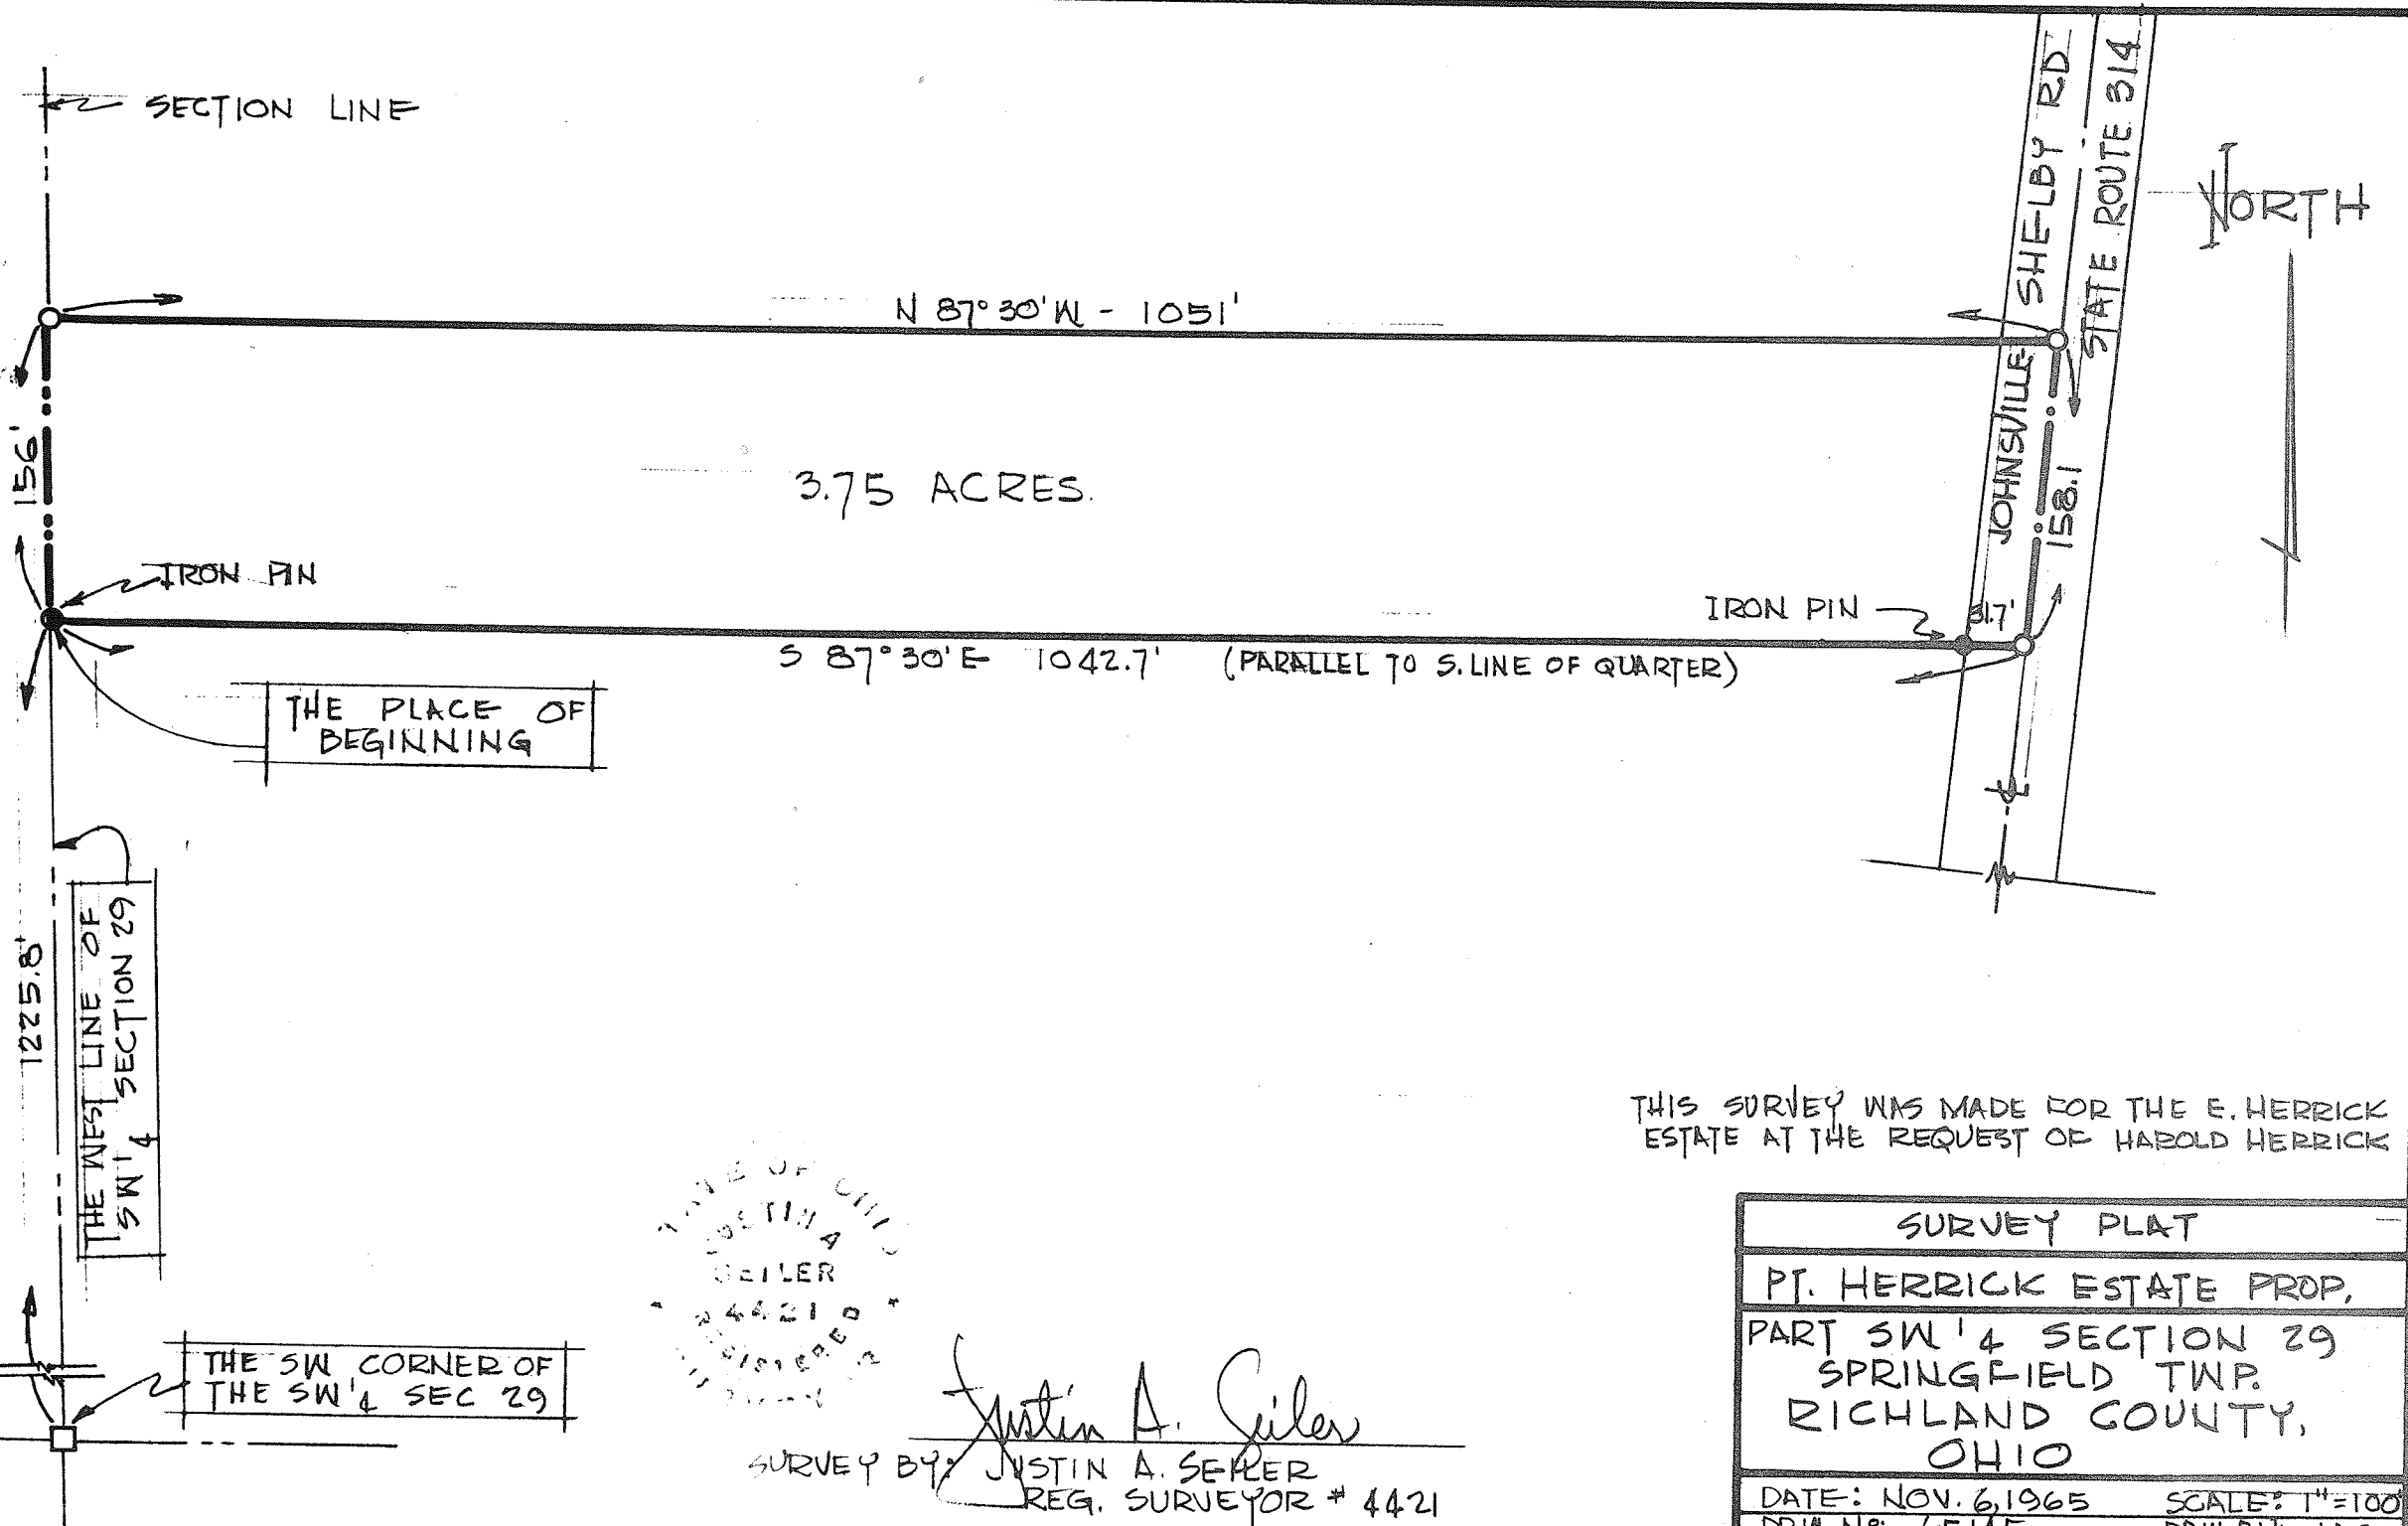 SECTION LINE
JOHNSVILLE SHELBY RD
STATE ROUTE 314
NORTH
N 87°30'W - 1051'
156'
3.75 ACRES.
158.1
IRON PIN
IRON PIN
31.7'
S 87°30'E 1042.7' (PARALLEL TO S. LINE OF QUARTER)
THE PLACE OF
BEGINNING
1225.8'
THE WEST LINE OF
SW 1/4 SECTION 29
THIS SURVEY WAS MADE FOR THE E. HERRICK
ESTATE AT THE REQUEST OF HAROLD HERRICK
OF OHIO
JUSTIN A
SEILER
4421
THE SW CORNER OF
THE SW 1/4 SEC 29
Justin A. Seiler
SURVEY BY: JUSTIN A. SEILER
REG. SURVEYOR # 4421
SURVEY PLAT
PT. HERRICK ESTATE PROP.
PART SW 1/4 SECTION 29
SPRINGFIELD TWP.
RICHLAND COUNTY,
OHIO
DATE: NOV. 6, 1965 SCALE: 1"=100'